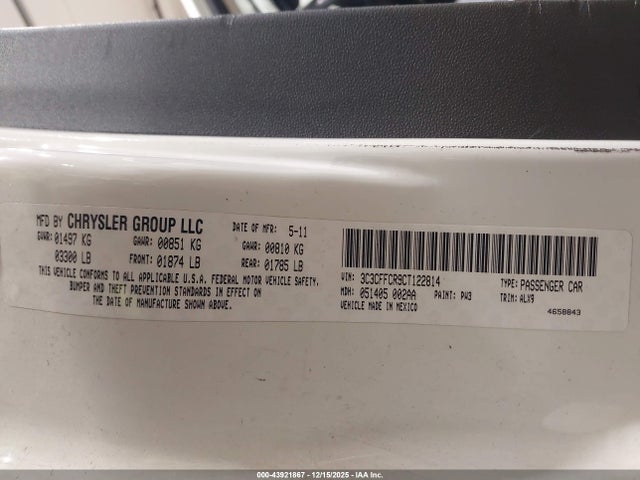 MFD BY CHRYSLER GROUP LLC DATE OF MFR: 5-11
GVWR: 01497 KG GAWR: 00851 KG GAWR: 00810 KG
03300 LB FRONT: 01874 LB REAR: 01785 LB
THIS VEHICLE CONFORMS TO ALL APPLICABLE U.S.A. FEDERAL MOTOR VEHICLE SAFETY,
BUMPER AND THEFT PREVENTION STANDARDS IN EFFECT ON
THE DATE OF MANUFACTURE SHOWN ABOVE.
VIN: 3C3CFFCR9CT122814 TYPE: PASSENGER CAR
MDH: 051405 002AA PAINT: PW3 TRIM: ALX9
VEHICLE MADE IN MEXICO 4658843
000-43921867 - 12/15/2025 - IAA Inc.